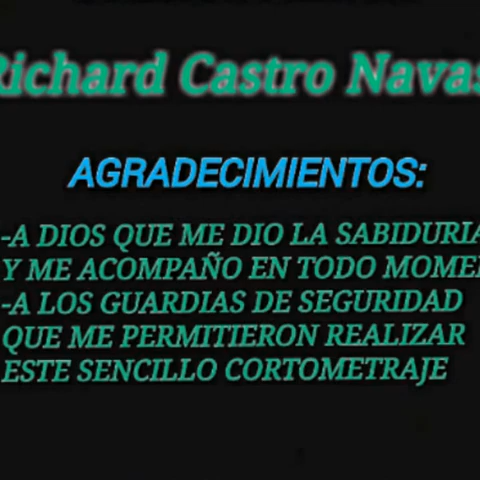 Richard Castro Navas
AGRADECIMIENTOS:
-A DIOS QUE ME DIO LA SABIDURIA
Y ME ACOMPAÑO EN TODO
-A LOS GUARDIAS DE SEGURIDAD
QUE ME PERMITIERON REALIZAR
ESTE SENCILLO CORTOMETRAJE